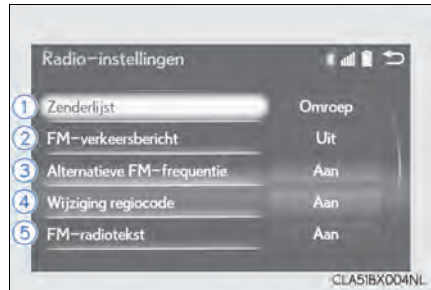 Radio-instellingen
1 Zenderlijst Omroep
2 FM-verkeersbericht Uit
3 Alternatieve FM-frequentie Aan
4 Wijziging regiocode Aan
5 FM-radiotekst Aan
CLA51BX004NL